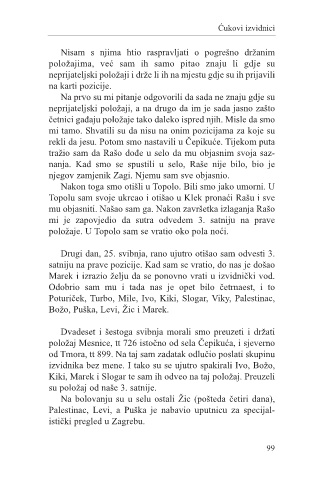 Ćukovi izvidnici
Nisam s njima htio raspravljati o pogrešno držanim
položajima, već sam ih samo pitao znaju li gdje su
neprijateljski položaji i drže li ih na mjestu gdje su ih prijavili
na karti pozicije.
Na prvo su mi pitanje odgovorili da sada ne znaju gdje su
neprijateljski položaji, a na drugo da im je sada jasno zašto
četnici gađaju položaje tako daleko ispred njih. Misle da smo
mi tamo. Shvatili su da nisu na onim pozicijama za koje su
rekli da jesu. Potom smo nastavili u Čepikuće. Tijekom puta
tražio sam da Rašo dođe u selo da mu objasnim svoja saz-
nanja. Kad smo se spustili u selo, Raše nije bilo, bio je
njegov zamjenik Zagi. Njemu sam sve objasnio.
Nakon toga smo otišli u Topolo. Bili smo jako umorni. U
Topolu sam svoje ukrcao i otišao u Klek pronaći Rašu i sve
mu objasniti. Našao sam ga. Nakon završetka izlaganja Rašo
mi je zapovjedio da sutra odvedem 3. satniju na prave
položaje. U Topolo sam se vratio oko pola noći.
Drugi dan, 25. svibnja, rano ujutro otišao sam odvesti 3.
satniju na prave pozicije. Kad sam se vratio, do nas je došao
Marek i izrazio želju da se ponovno vrati u izvidnički vod.
Odobrio sam mu i tada nas je opet bilo četrnaest, i to
Poturiček, Turbo, Mile, Ivo, Kiki, Slogar, Viky, Palestinac,
Božo, Puška, Levi, Žic i Marek.
Dvadeset i šestoga svibnja morali smo preuzeti i držati
položaj Mesnice, tt 726 istočno od sela Čepikuća, i sjeverno
od Tmora, tt 899. Na taj sam zadatak odlučio poslati skupinu
izvidnika bez mene. I tako su se ujutro spakirali Ivo, Božo,
Kiki, Marek i Slogar te sam ih odveo na taj položaj. Preuzeli
su položaj od naše 3. satnije.
Na bolovanju su u selu ostali Žic (pošteda četiri dana),
Palestinac, Levi, a Puška je nabavio uputnicu za specijal-
istički pregled u Zagrebu.
99